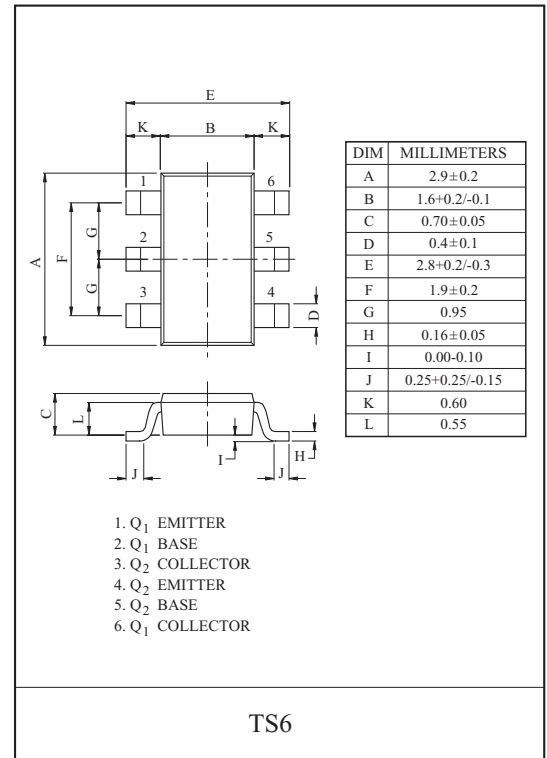 E
K B K
1 6
2 5
3 4
A F G G D
DIM MILLIMETERS
A 2.9±0.2
B 1.6+0.2/-0.1
C 0.70±0.05
D 0.4±0.1
E 2.8+0.2/-0.3
F 1.9±0.2
G 0.95
H 0.16±0.05
I 0.00-0.10
J 0.25+0.25/-0.15
K 0.60
L 0.55
C L I H
J J
1. Q1 EMITTER
2. Q1 BASE
3. Q2 COLLECTOR
4. Q2 EMITTER
5. Q2 BASE
6. Q1 COLLECTOR
TS6